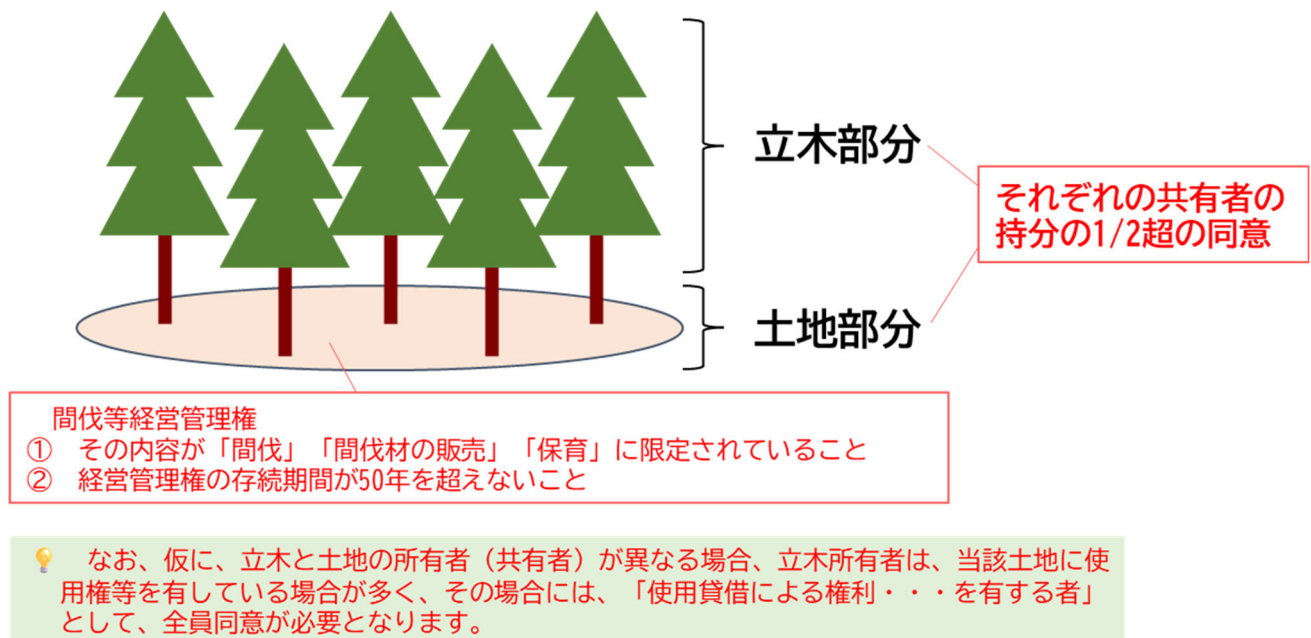 立木部分
それぞれの共有者の
持分の1/2超の同意
土地部分
間伐等経営管理権
① その内容が「間伐」「間伐材の販売」「保育」に限定されていること
② 経営管理権の存続期間が50年を超えないこと
なお、仮に、立木と土地の所有者（共有者）が異なる場合、立木所有者は、当該土地に使
用権等を有している場合が多く、その場合には、「使用貸借による権利・・・を有する者」
として、全員同意が必要となります。